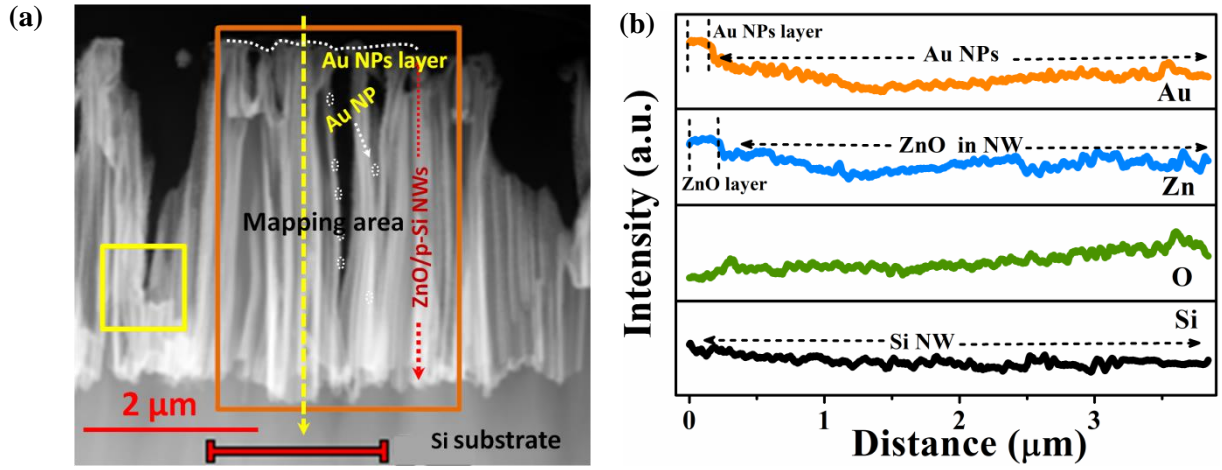 (a)
Au NPs layer
Au NP
Mapping area
ZnO/p-Si NWs
2 μm
Si substrate
(b)
Intensity (a.u.)
Au NPs layer
Au NPs
Au
ZnO in NW
ZnO layer
Zn
O
Si
Si NW
0 1 2 3
Distance (μm)